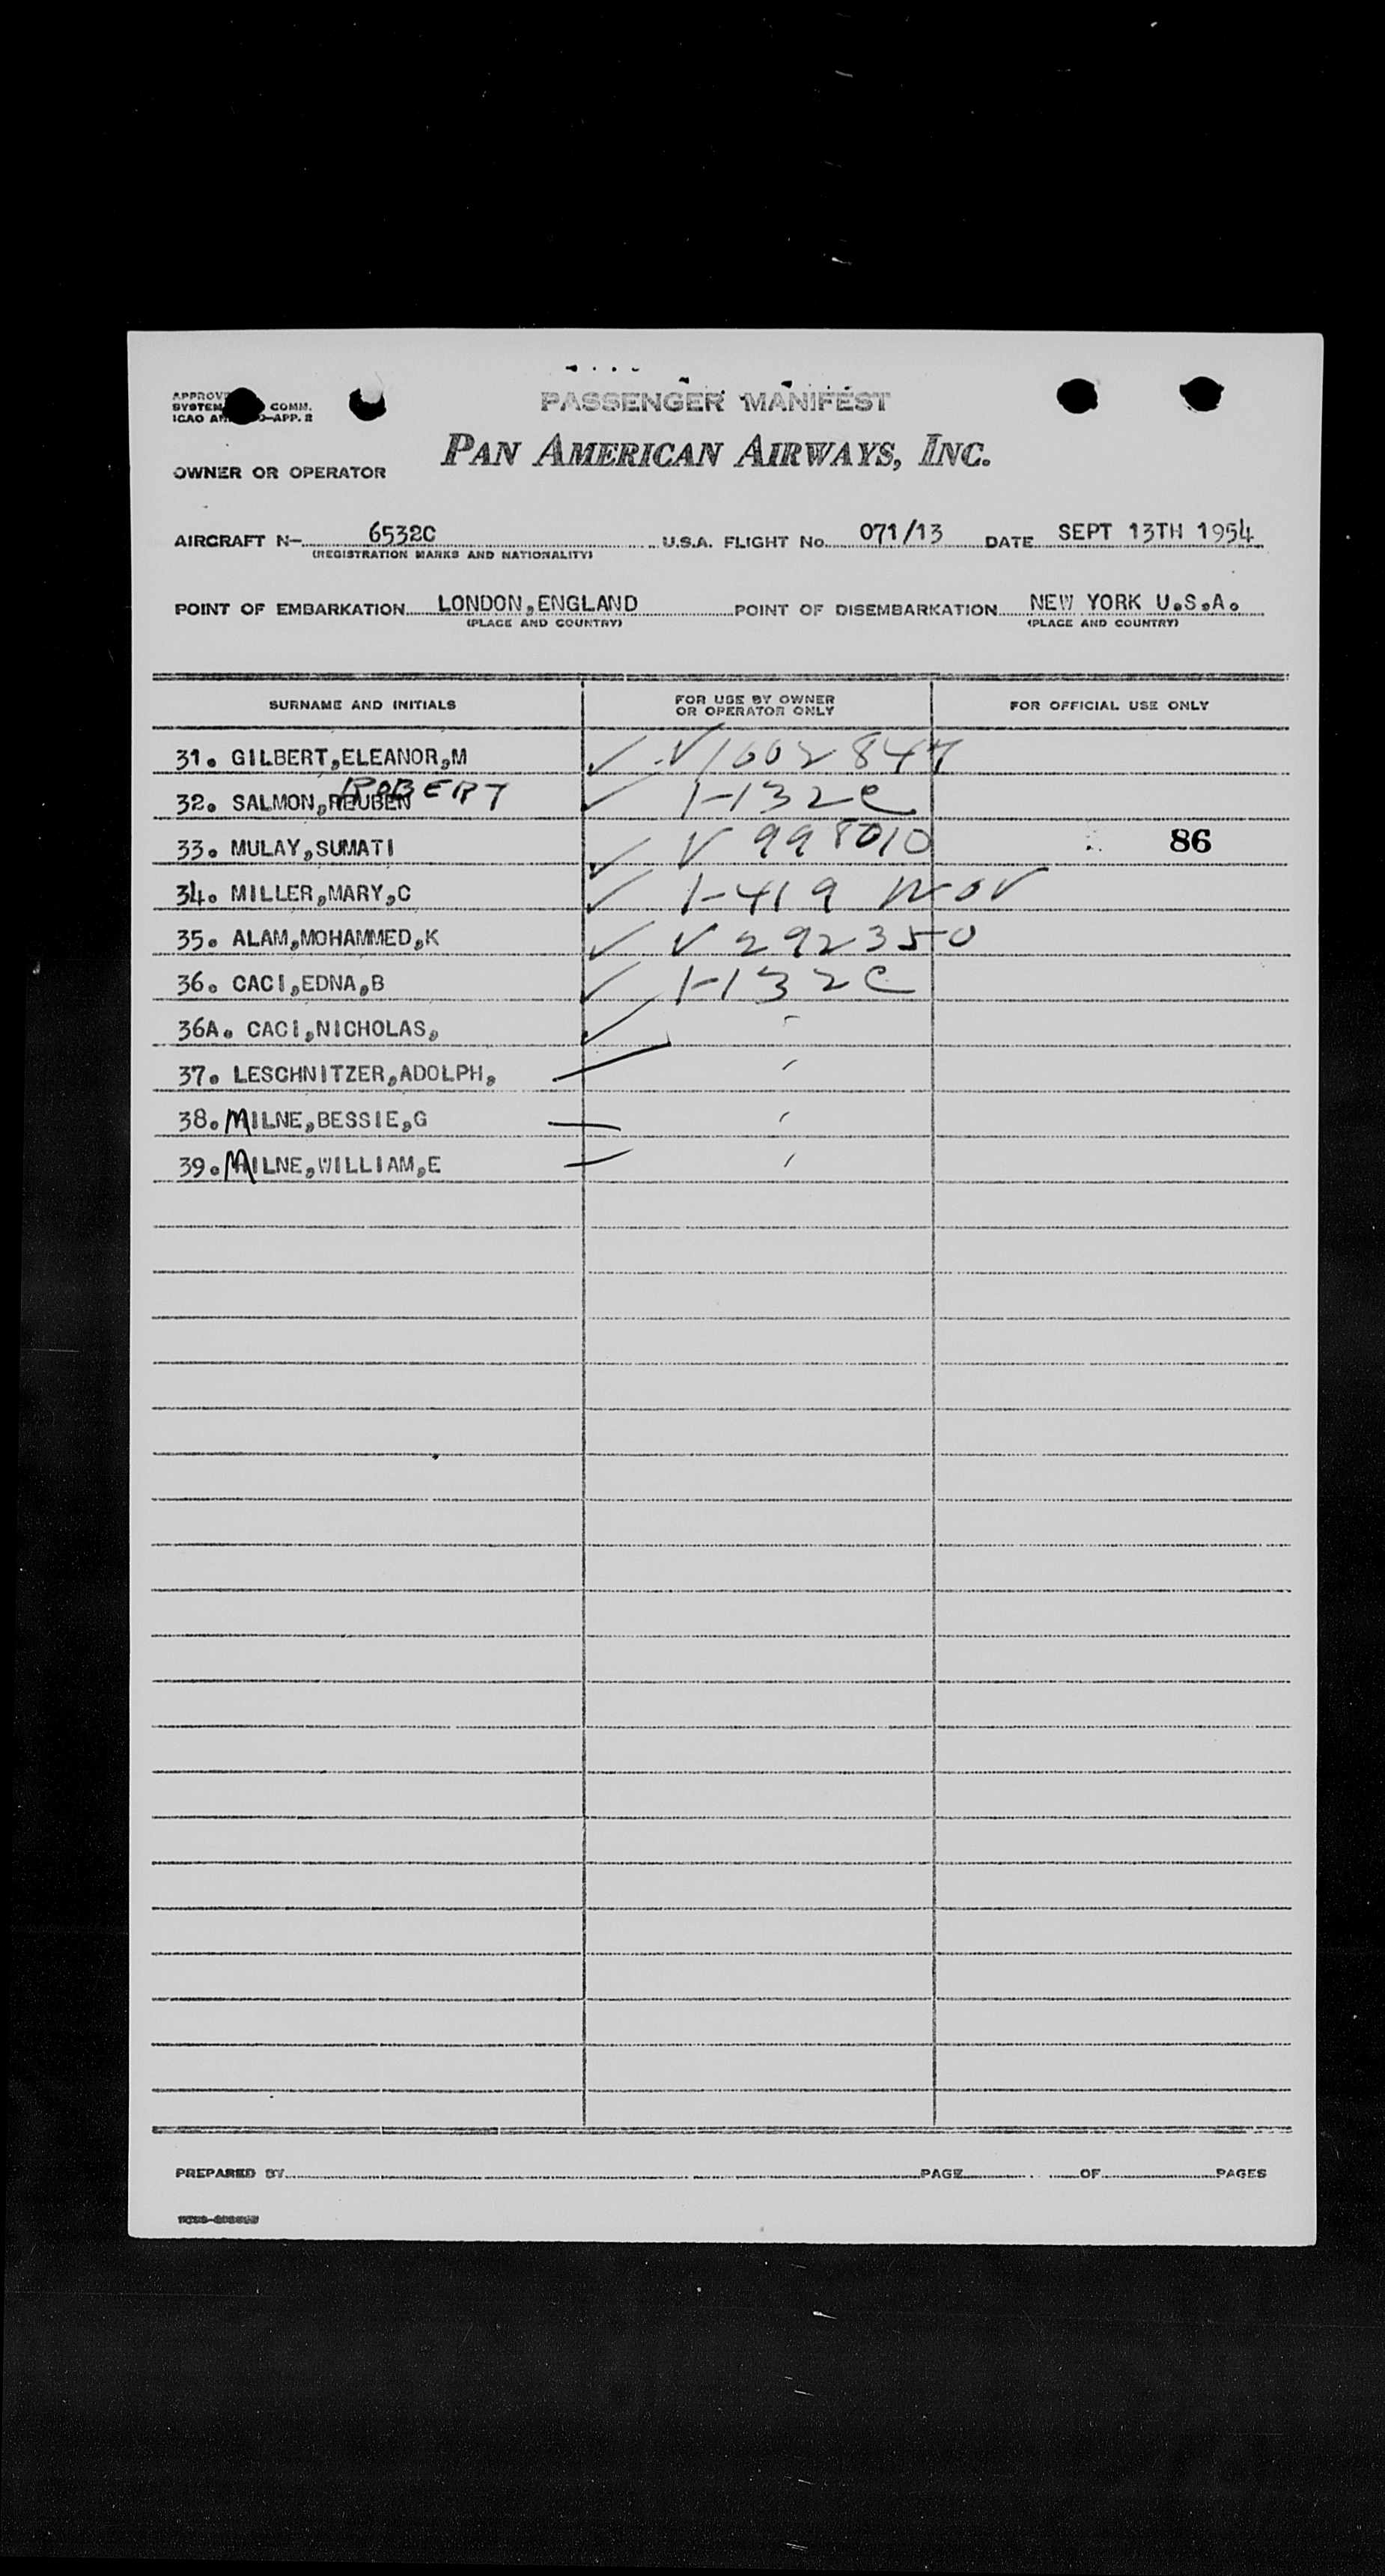 PASSENGER MANIFEST
COMM.
PAN AMERICAN AIRWAYS, INC.
OWNER OR OPERATOR
AIRCRAFT N- 6532C U.S.A. FLIGHT No. 071/13 DATE SEPT 13TH 1954
(REGISTRATION MARKS AND NATIONALITY)
POINT OF EMBARKATION LONDON, ENGLAND POINT OF DISEMBARKATION NEW YORK U.S.A.
(PLACE AND COUNTRY) (PLACE AND COUNTRY)
SURNAME AND INITIALS FOR USE BY OWNER OR OPERATOR ONLY FOR OFFICIAL USE ONLY
31. GILBERT, ELEANOR, M V1602847
ROBERT
32. SALMON, REUBEN 1-132C
33. MULAY, SUMATI V 998010 86
34. MILLER, MARY, C 1-419
35. ALAM, MOHAMMED, K V 292350
36. CACI, EDNA, B 1-132C
36A. CACI, NICHOLAS,
37. LESCHNITZER, ADOLPH,
38. MILNE, BESSIE, G
39. MILNE, WILLIAM, E
PREPARED BY PAGE OF PAGES